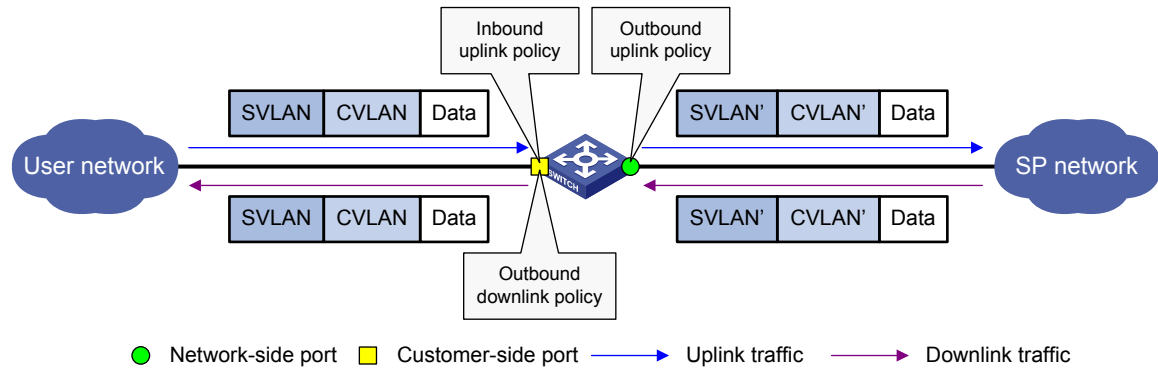 Inbound
uplink policy
Outbound
uplink policy
SVLAN CVLAN Data
SVLAN' CVLAN' Data
User network
SWITCH
SP network
SVLAN CVLAN Data
SVLAN' CVLAN' Data
Outbound
downlink policy
Network-side port Customer-side port Uplink traffic Downlink traffic